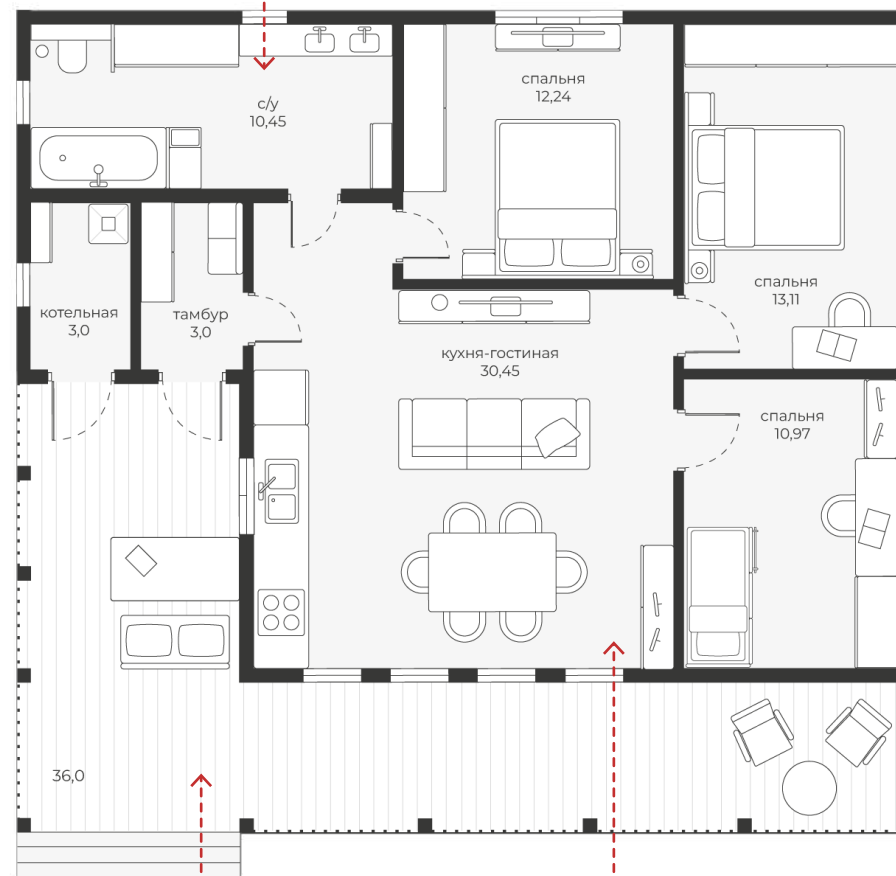 спальня
12,24
с/у
10,45
спальня
13,11
котельная
3,0
тамбур
3,0
кухня-гостиная
30,45
спальня
10,97
36,0